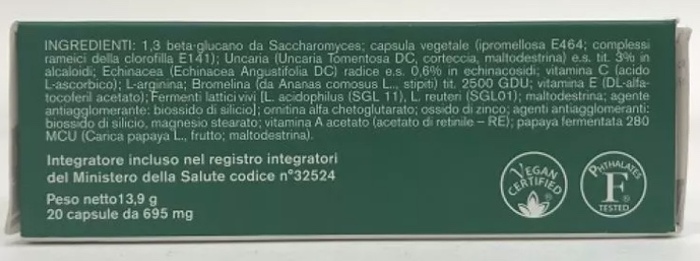 INGREDIENTI: 1,3 beta-glucano da Saccharomyces; capsula vegetale (ipromellosa E464; complessi
rameici della clorofilla E141); Uncaria (Uncaria Tomentosa DC, corteccia, maltodestrina) e.s. tit. 3% in
alcaloidi; Echinacea (Echinacea Angustifolia DC) radice e.s. 0,6% in echinacosidi; vitamina C (acido
L-ascorbico); L-arginina; Bromelina (da Ananas comosus L., stipiti) tit. 2500 GDU; vitamina E (DL-alfa-
tocoferil acetato); Fermenti lattici vivi [L. acidophilus (SGL 11), L. reuteri (SGL01); maltodestrina; agente
antiagglomerante: biossido di silicio]; ornitina alfa chetoglutarato; ossido di zinco; agenti antiagglomeranti:
biossido di silicio, magnesio stearato; vitamina A acetato (acetato di retinile – RE); papaya fermentata 280
MCU (Carica papaya L., frutto; maltodestrina).
Integratore incluso nel registro integratori
del Ministero della Salute codice n°32524
Peso netto13,9 g
20 capsule da 695 mg
VEGAN
CERTIFIED
®
PHTHALATES
F
®
TESTED